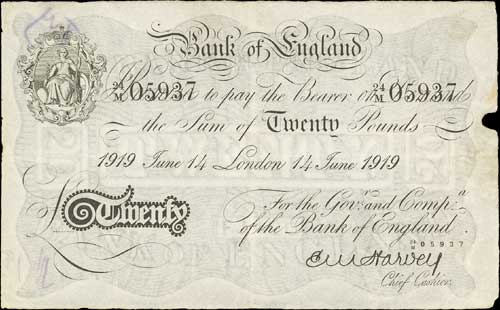 Bank of England
24/M 05937 to pay the Bearer on Demand 24/M 05937
the Sum of Twenty Pounds
1919 June 14 London 14 June 1919
£Twenty
For the Govr. and Compa.
of the Bank of England.
24/M 05937
E M Harvey
Chief Cashier.